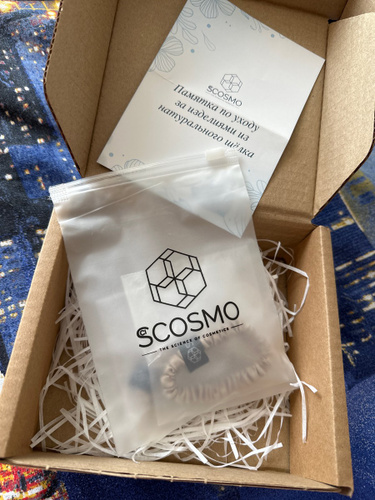 SCOSMO
Памятка по уходу
за изделиями из
натурального шёлка
SCOSMO
THE SCIENCE OF COSMETICS